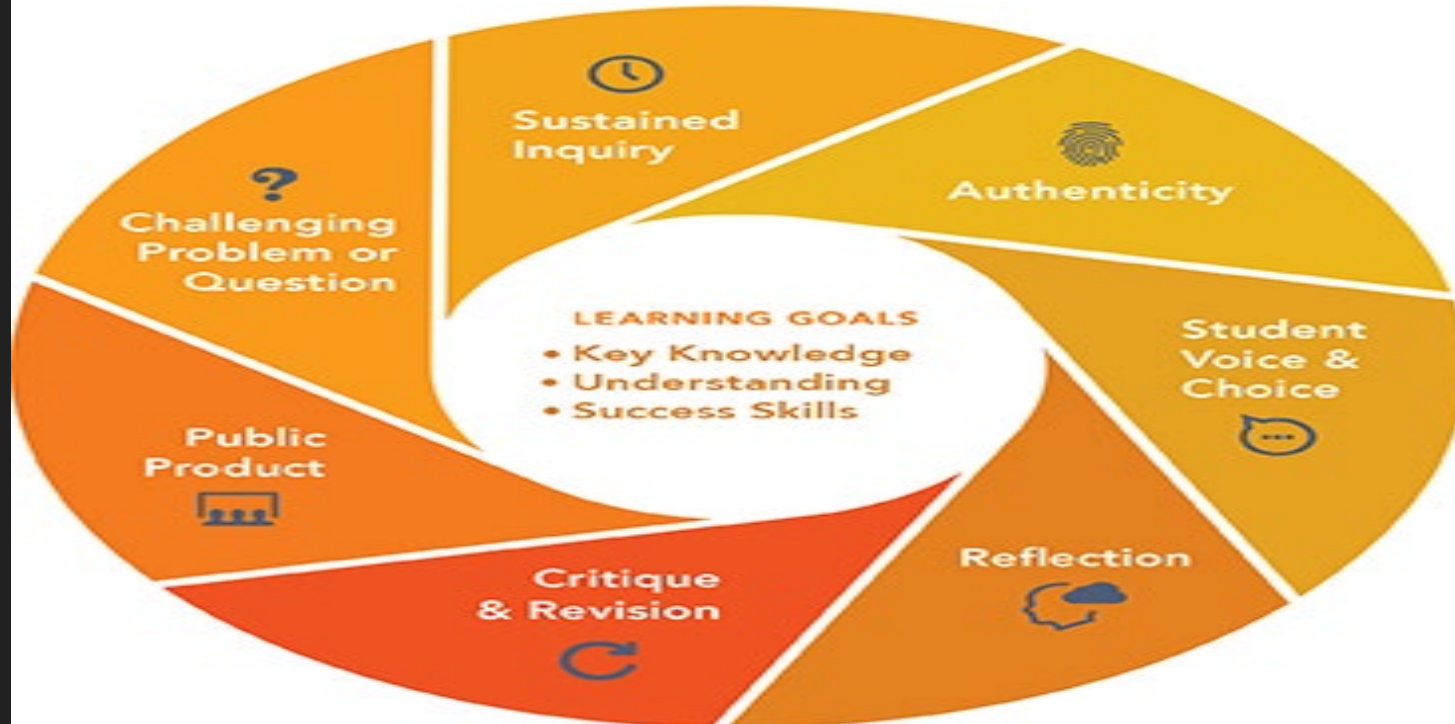 Sustained
Inquiry
Authenticity
Student
Voice &
Choice
Reflection
Critique
& Revision
Public
Product
?
Challenging
Problem or
Question
LEARNING GOALS
• Key Knowledge
• Understanding
• Success Skills